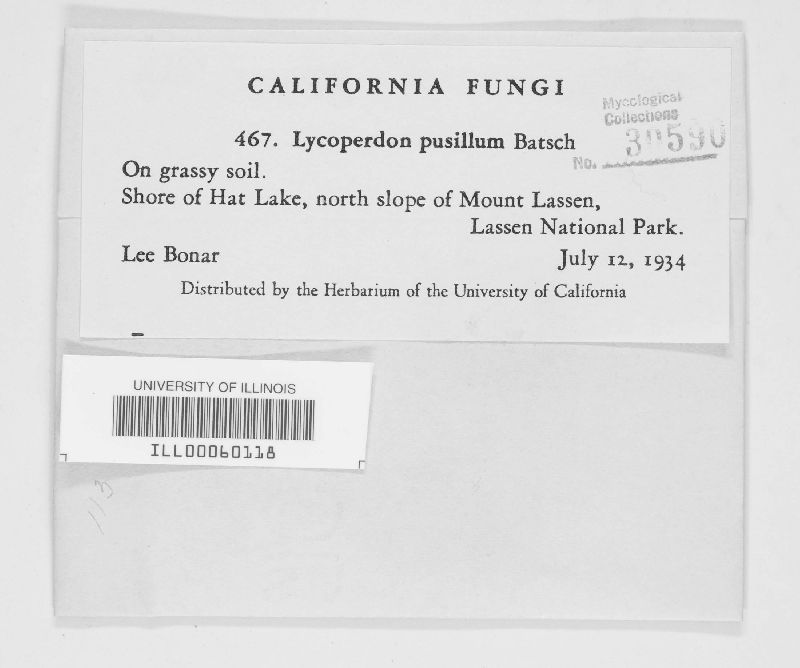 CALIFORNIA FUNGI
Mycological
Collections
No. 30590
467. Lycoperdon pusillum Batsch
On grassy soil.
Shore of Hat Lake, north slope of Mount Lassen,
Lassen National Park.
Lee Bonar
July 12, 1934
Distributed by the Herbarium of the University of California
UNIVERSITY OF ILLINOIS
ILL00060118
113